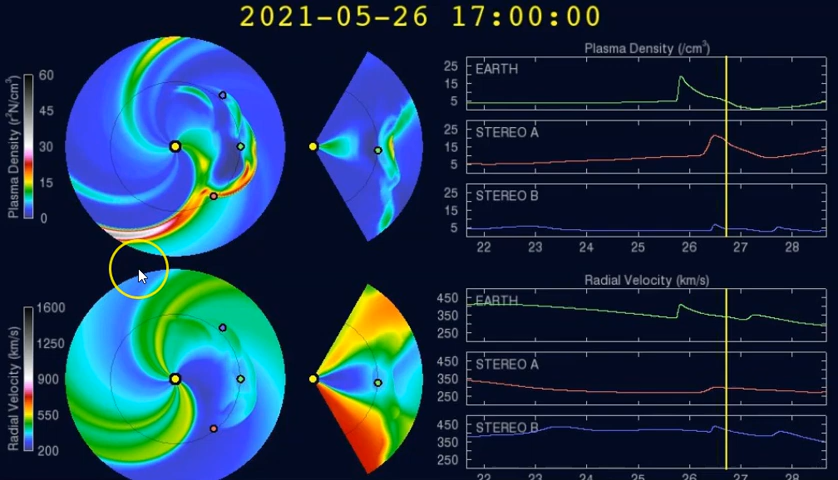 2021-05-26 17:00:00
Plasma Density (r²N/cm³)
60
45
30
15
0
Plasma Density (/cm³)
EARTH
25
15
5
STEREO A
25
15
5
STEREO B
25
15
5
22 23 24 25 26 27 28
Radial Velocity (km/s)
1600
1250
900
550
200
Radial Velocity (km/s)
EARTH
450
350
250
STEREO A
450
350
250
STEREO B
450
350
250
22 23 24 25 26 27 28